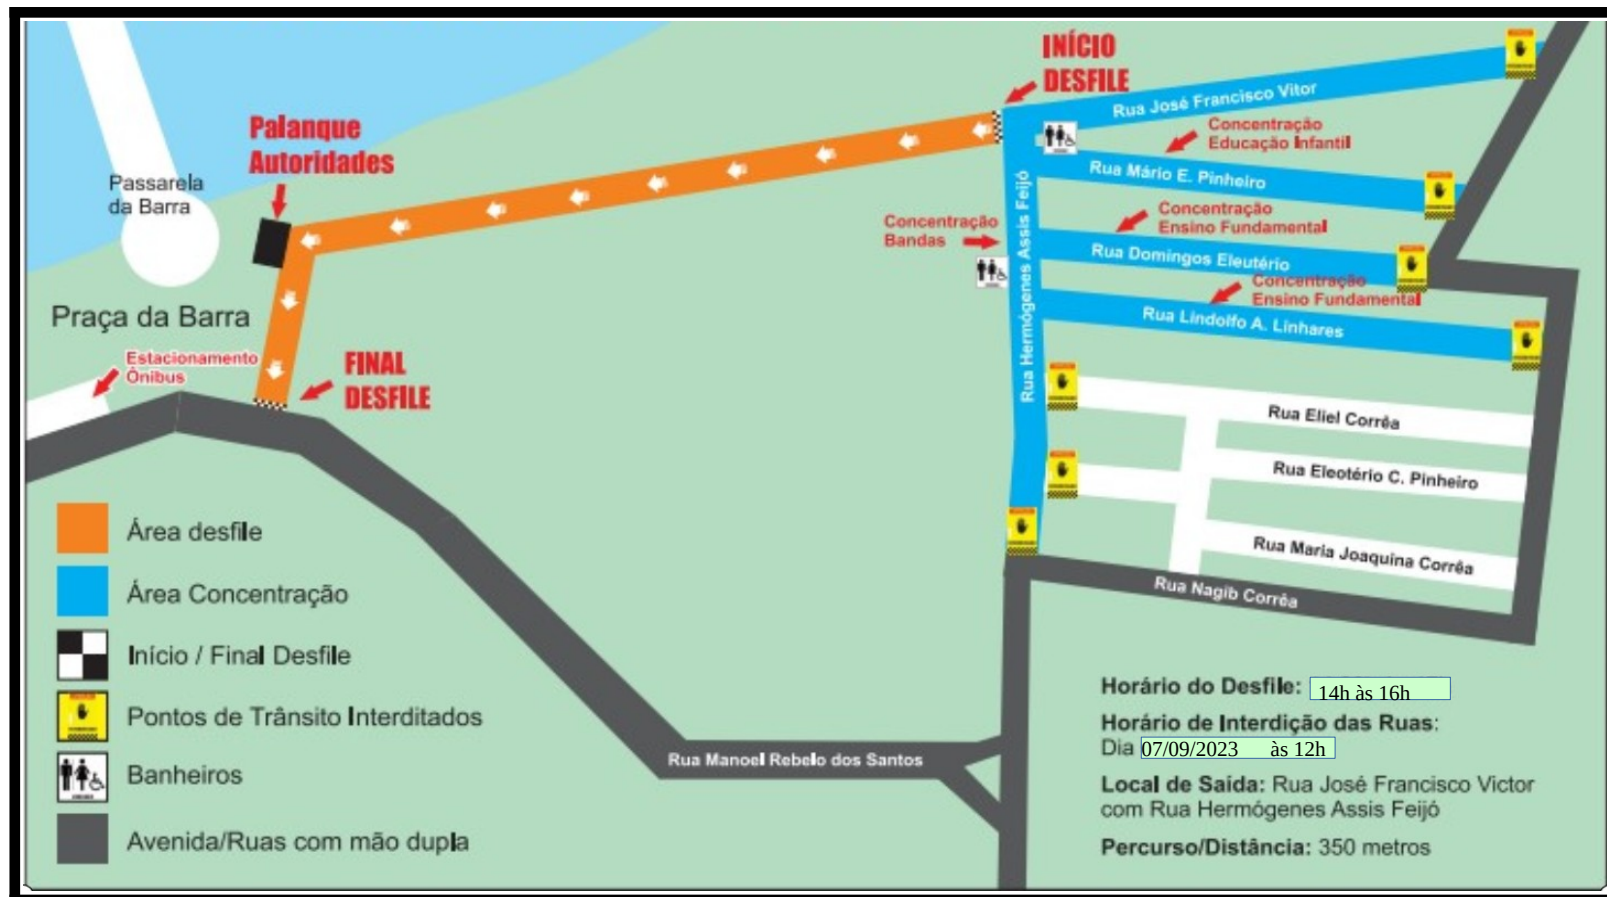 INÍCIO
DESFILE
Rua José Francisco Vitor
Palanque
Autoridades
Concentração
Educação Infantil
Passarela
da Barra
Rua Mário E. Pinheiro
Concentração
Bandas
Concentração
Ensino Fundamental
Rua Domingos Eleutério
Concentração
Ensino Fundamental
Rua Hermógenes Assis Feijó
Rua Lindolfo A. Linhares
Praça da Barra
Estacionamento
Ônibus
FINAL
DESFILE
Rua Eliel Corrêa
Rua Eleotério C. Pinheiro
Rua Maria Joaquina Corrêa
Rua Nagib Corrêa
Rua Manoel Rebelo dos Santos
Área desfile
Área Concentração
Início / Final Desfile
Pontos de Trânsito Interditados
Banheiros
Avenida/Ruas com mão dupla
Horário do Desfile: 14h às 16h
Horário de Interdição das Ruas:
Dia 07/09/2023 às 12h
Local de Saída: Rua José Francisco Victor
com Rua Hermógenes Assis Feijó
Percurso/Distância: 350 metros